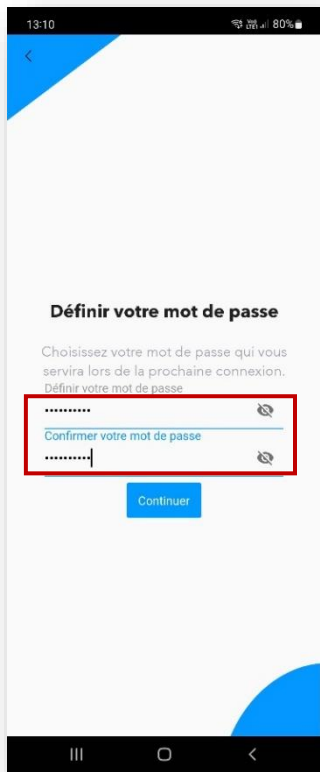 13:10
80%
Définir votre mot de passe
Choisissez votre mot de passe qui vous
servira lors de la prochaine connexion.
Définir votre mot de passe
••••••••••
Confirmer votre mot de passe
••••••••••
Continuer